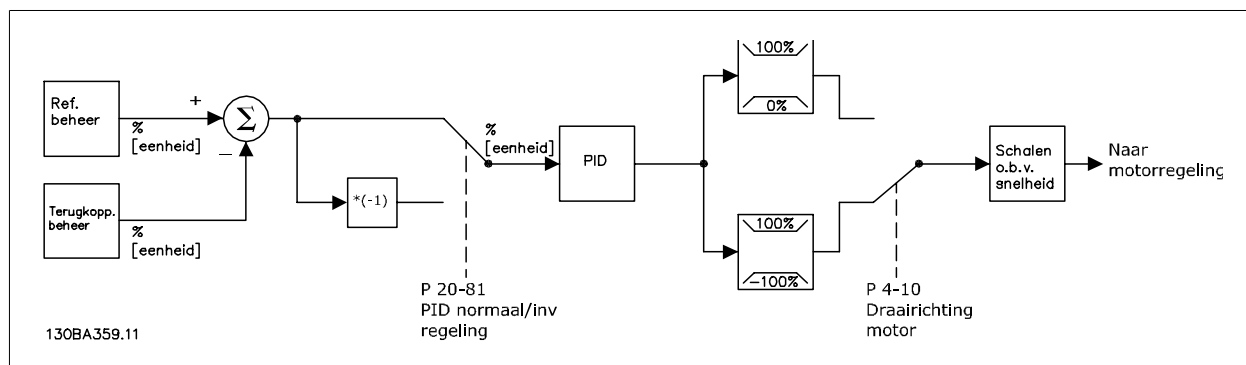 Ref.
beheer
+
%
[eenheid]
Σ
–
Terugkopp.
beheer
%
[eenheid]
*(-1)
%
[eenheid]
P 20-81
PID normaal/inv
regeling
PID
100%
0%
100%
-100%
P 4-10
Draairichting
motor
Schalen
o.b.v.
snelheid
Naar
motorregeling
130BA359.11